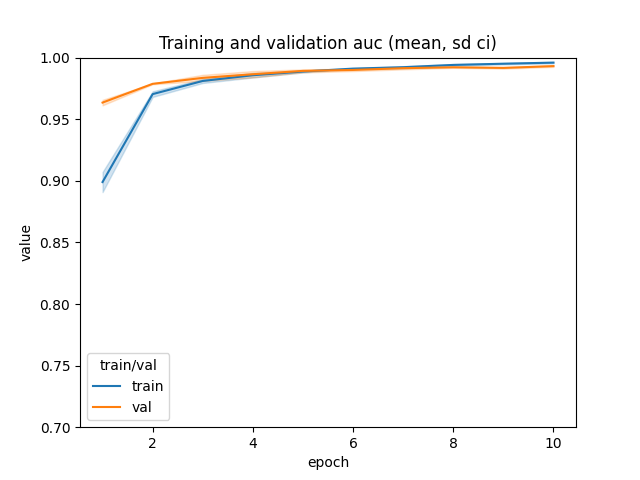 Training and validation auc (mean, sd ci)
1.00
0.95
0.90
0.85
0.80
0.75
0.70
value
train/val
train
val
2
4
6
8
10
epoch